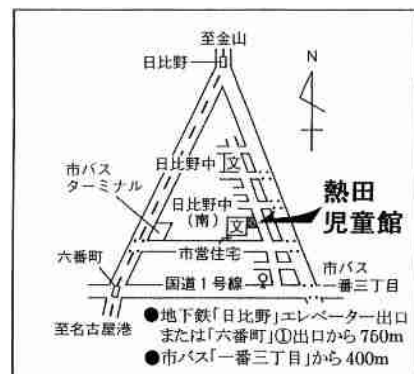 至金山
日比野
N
日比野中
文
市バス
ターミナル
日比野中
(南)
文
熱田
児童館
六番町
市営住宅
国道1号線
市バス
一番三丁目
至名古屋港
●地下鉄「日比野」エレベーター出口
または「六番町」①出口から750m
●市バス「一番三丁目」から400m